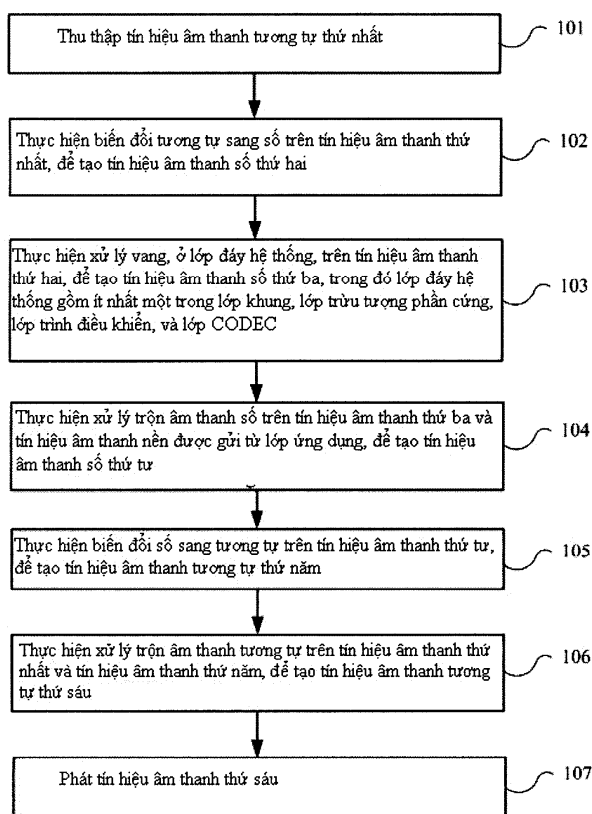 Thu thập tín hiệu âm thanh tương tự thứ nhất
101
Thực hiện biến đổi tương tự sang số trên tín hiệu âm thanh thứ
nhất, để tạo tín hiệu âm thanh số thứ hai
102
Thực hiện xử lý vang, ở lớp đáy hệ thống, trên tín hiệu âm thanh
thứ hai, để tạo tín hiệu âm thanh số thứ ba, trong đó lớp đáy hệ
thống gồm ít nhất một trong lớp khung, lớp trừu tượng phần cứng,
lớp trình điều khiển, và lớp CODEC
103
Thực hiện xử lý trộn âm thanh số trên tín hiệu âm thanh thứ ba và
tín hiệu âm thanh nền được gửi từ lớp ứng dụng, để tạo tín hiệu
âm thanh số thứ tư
104
Thực hiện biến đổi số sang tương tự trên tín hiệu âm thanh thứ tư,
để tạo tín hiệu âm thanh tương tự thứ năm
105
Thực hiện xử lý trộn âm thanh tương tự trên tín hiệu âm thanh thứ
nhất và tín hiệu âm thanh thứ năm, để tạo tín hiệu âm thanh tương
tự thứ sáu
106
Phát tín hiệu âm thanh thứ sáu
107